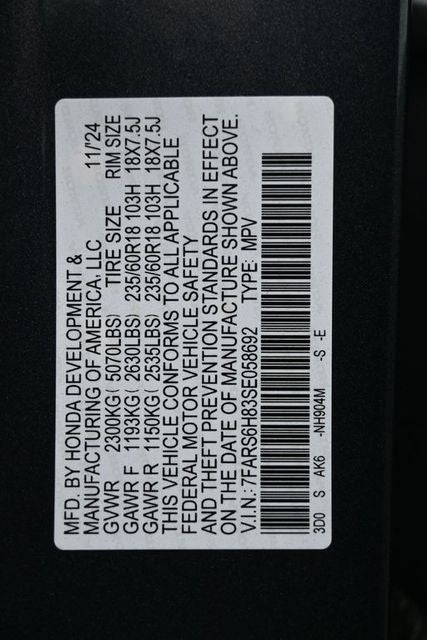 MFD. BY HONDA DEVELOPMENT &
MANUFACTURING OF AMERICA, LLC 11/'24
GVWR 2300KG( 5070LBS) TIRE SIZE RIM SIZE
GAWR F 1193KG( 2630LBS) 235/60R18 103H 18X7.5J
GAWR R 1150KG( 2535LBS) 235/60R18 103H 18X7.5J
THIS VEHICLE CONFORMS TO ALL APPLICABLE
FEDERAL MOTOR VEHICLE SAFETY
AND THEFT PREVENTION STANDARDS IN EFFECT
ON THE DATE OF MANUFACTURE SHOWN ABOVE.
V.I.N.: 7FARS6H83SE058692 TYPE: MPV
3D0 S AK6 -NH904M -S -E